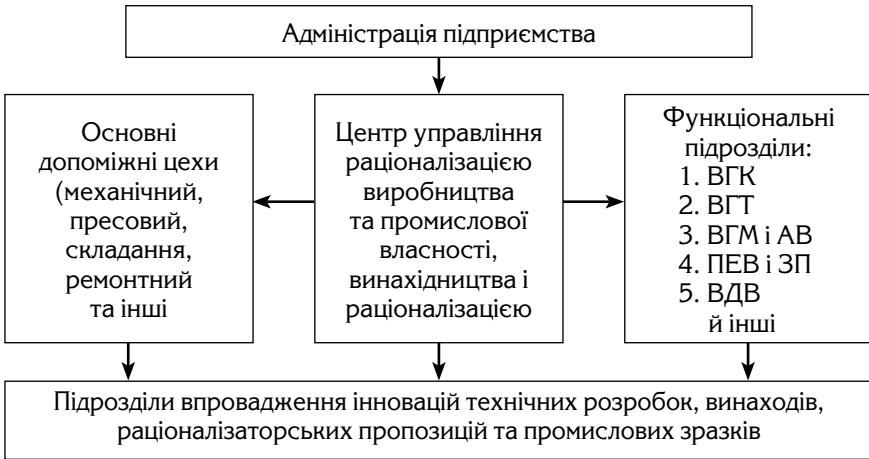 Адміністрація підприємства
Основні
допоміжні цехи
(механічний,
пресовий,
складання,
ремонтний
та інші
Центр управління
раціоналізацією
виробництва
та промислової
власності,
винахідництва і
раціоналізацією
Функціональні
підрозділи:
1. ВГК
2. ВГТ
3. ВГМ і АВ
4. ПЕВ і ЗП
5. ВДВ
й інші
Підрозділи впровадження інновацій технічних розробок, винаходів,
раціоналізаторських пропозицій та промислових зразків